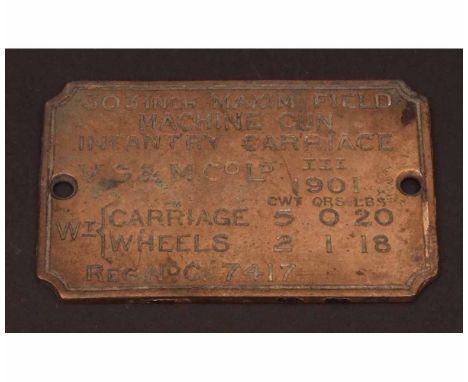 .303 INCH MAXIM FIELD
MACHINE GUN
INFANTRY CARRIAGE
V.S & M Cᴼ Lᴰ III
1901
CWT QRS LBS
Wᵀ { CARRIAGE 5 0 20
WHEELS 2 1 18
REG. Nᴼ C 7417